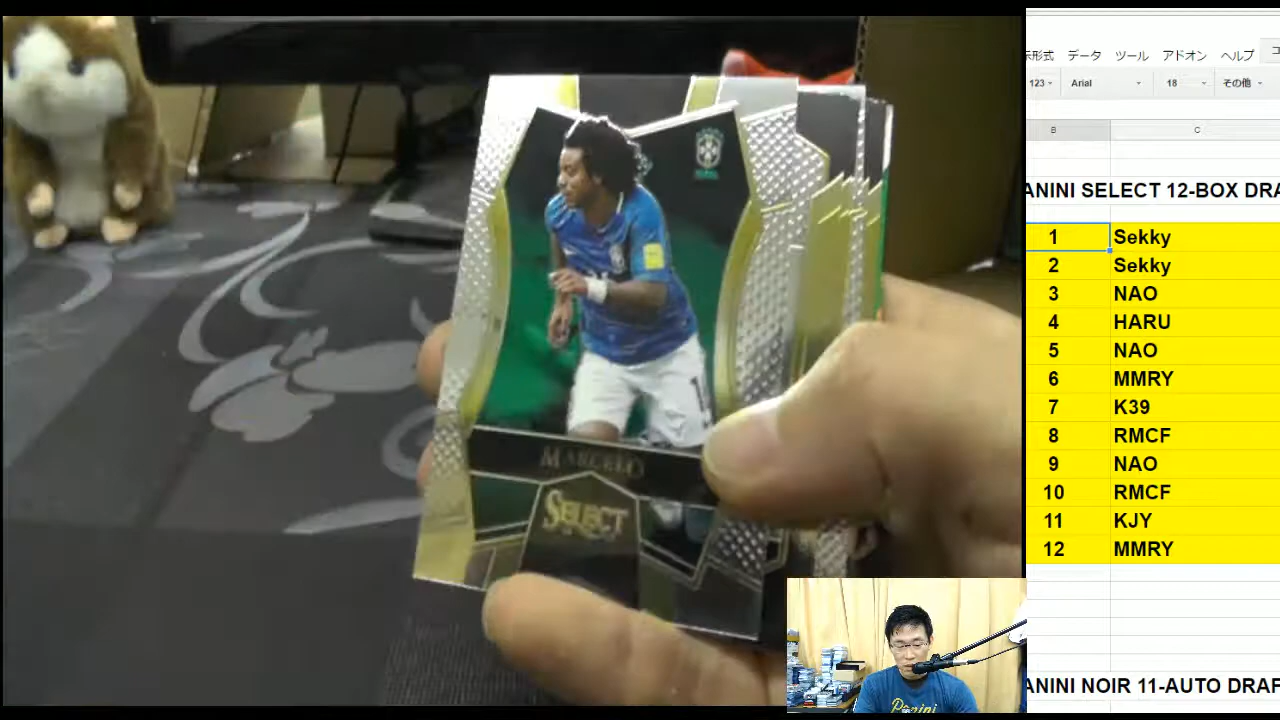 示形式 データ ツール アドオン ヘルプ コ
123 Arial 18 その他
B C
ANINI SELECT 12-BOX DRA
1 Sekky
2 Sekky
3 NAO
4 HARU
5 NAO
6 MMRY
7 K39
8 RMCF
9 NAO
10 RMCF
11 KJY
12 MMRY
ANINI NOIR 11-AUTO DRAF
MARCELO
SELECT
Panini